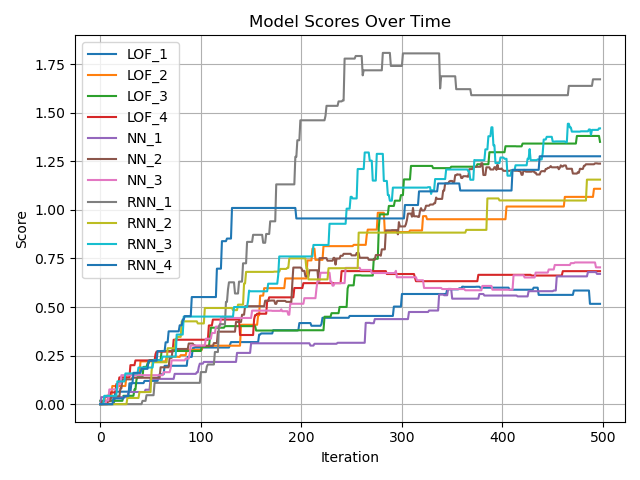 Model Scores Over Time
LOF_1
LOF_2
LOF_3
LOF_4
NN_1
NN_2
NN_3
RNN_1
RNN_2
RNN_3
RNN_4
Score
1.75
1.50
1.25
1.00
0.75
0.50
0.25
0.00
0 100 200 300 400 500
Iteration